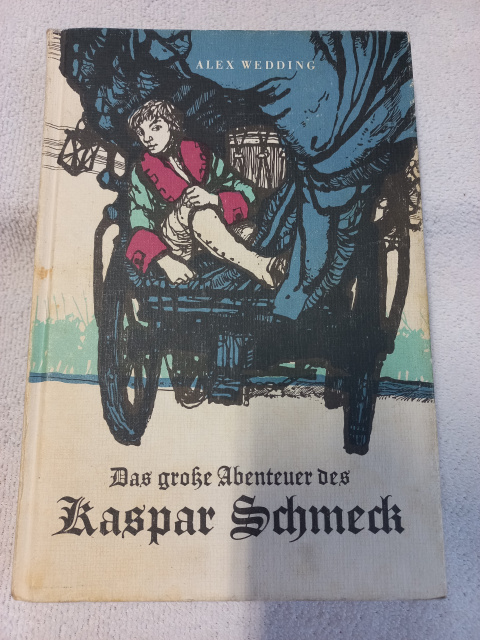 ALEX WEDDING
Das große Abenteuer des
Kaspar Schmeck